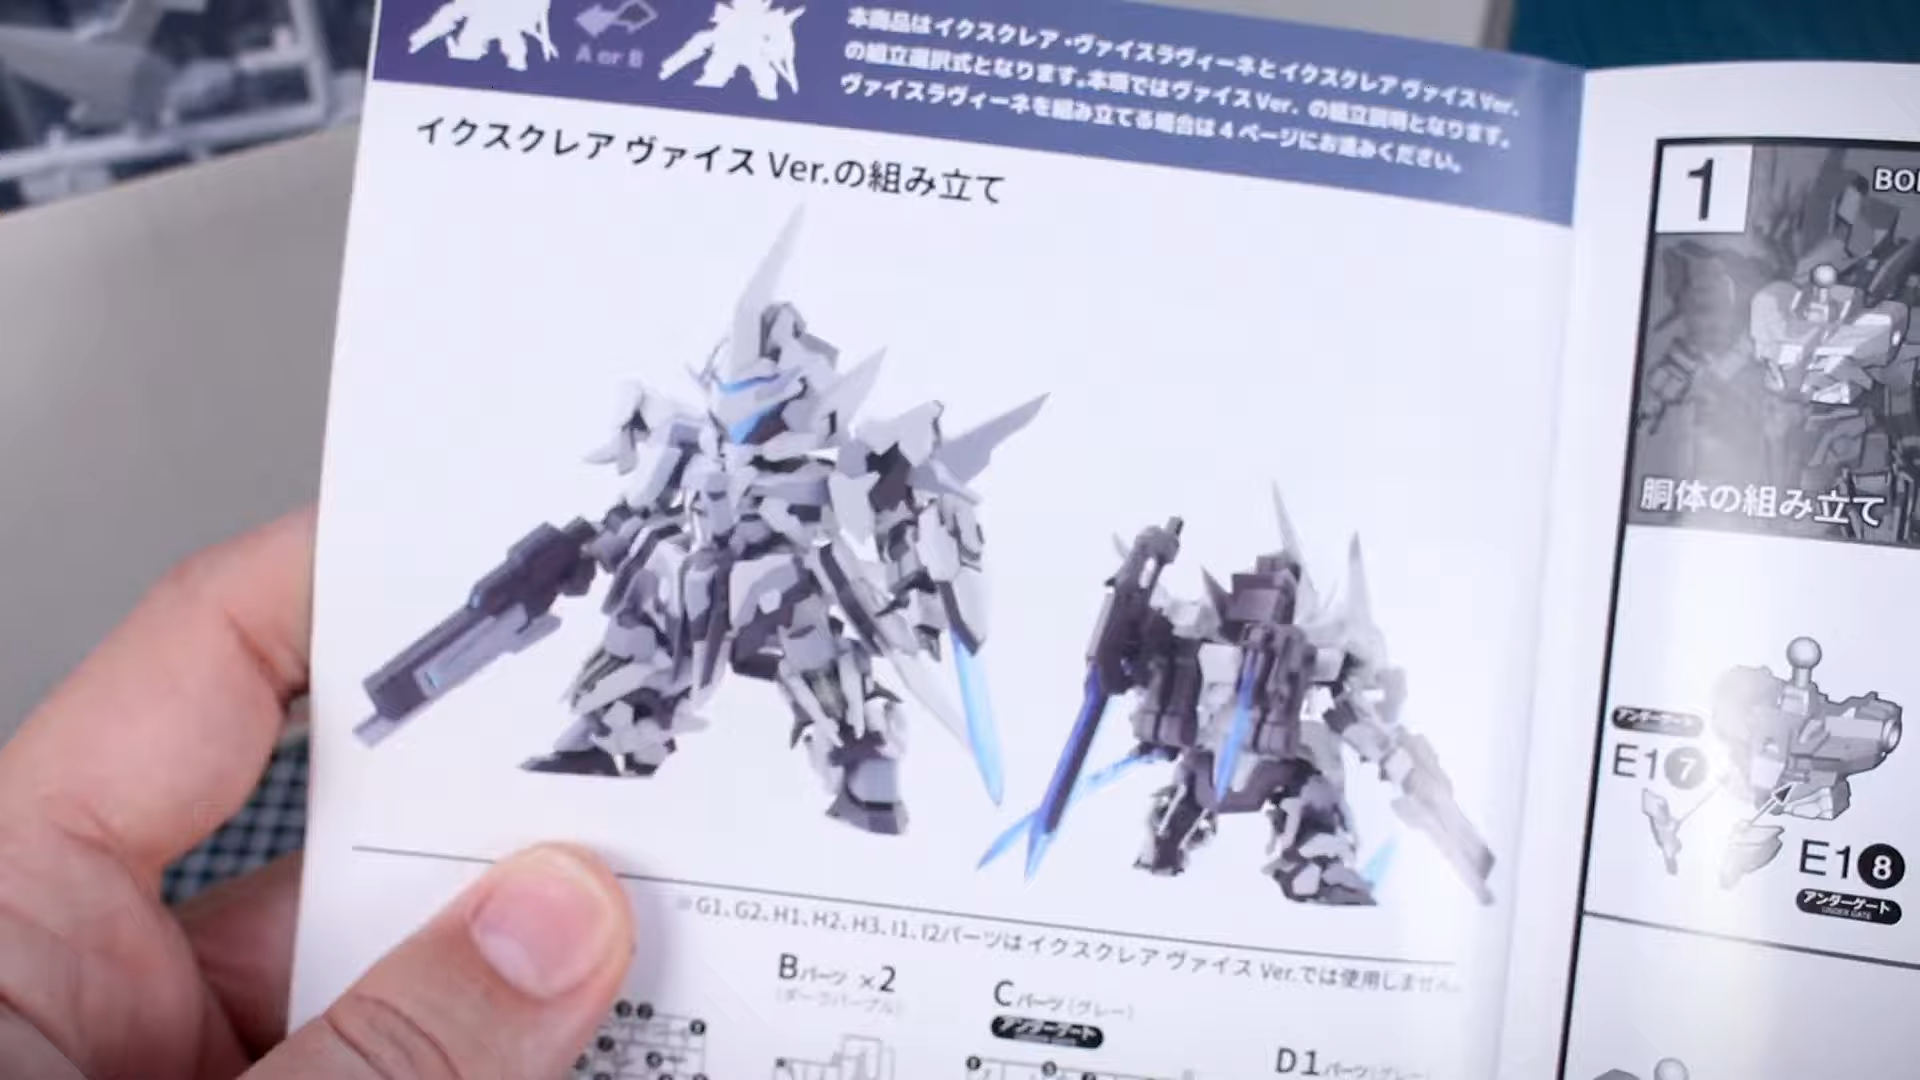 A or B
本商品はイクスクレア・ヴァイスラヴィーネとイクスクレア ヴァイス Ver.
の組立選択式となります。本項ではヴァイス Ver. の組立説明となります。
ヴァイスラヴィーネを組み立てる場合は 4 ページにお進みください。
イクスクレア ヴァイス Ver.の組み立て
※G1、G2、H1、H2、H3、I1、I2パーツはイクスクレア ヴァイス Ver.では使用しません。
Bパーツ ×2
(ダークパープル)
Cパーツ(グレー)
アンダーゲート
D1パーツ(グレー)
1
胴体の組み立て
アンダーゲート
E1 7
E1 8
アンダーゲート
UNDER GATE